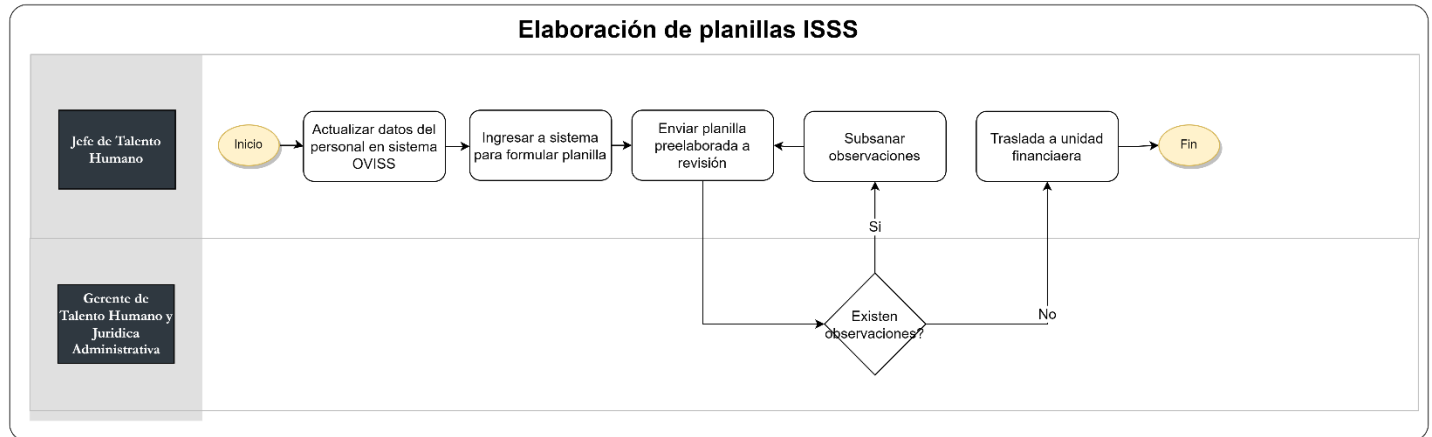 Elaboración de planillas ISSS
Jefe de Talento
Humano
Inicio
Actualizar datos del
personal en sistema
OVISS
Ingresar a sistema
para formular planilla
Enviar planilla
preelaborada a
revisión
Subsanar
observaciones
Traslada a unidad
financiaera
Fin
Si
Gerente de
Talento Humano y
Juridica
Administrativa
Existen
observaciones?
No